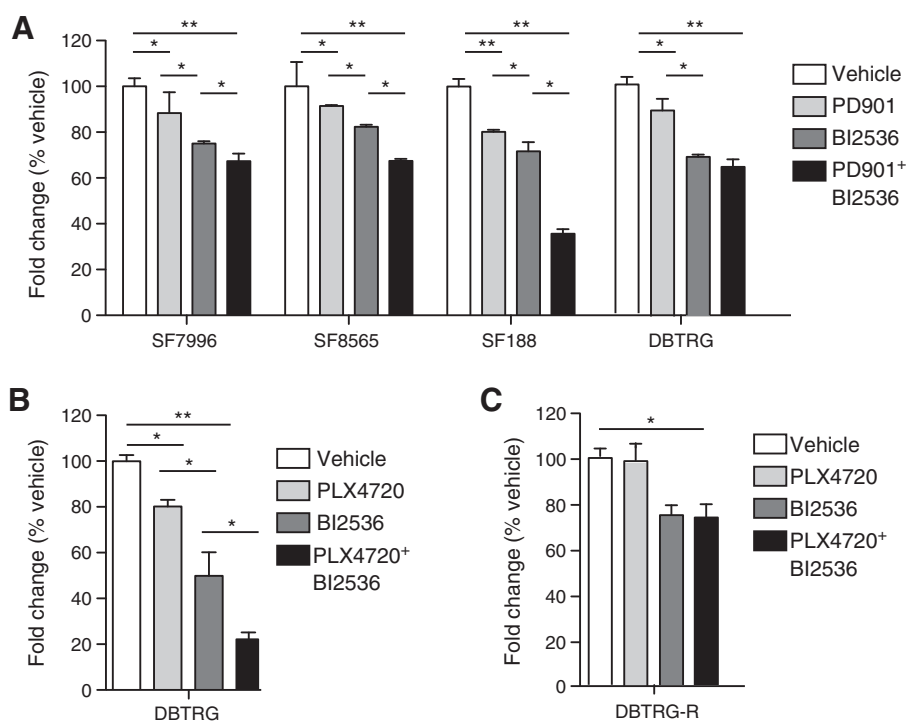 A
Fold change (% vehicle)
120
100
80
60
40
20
0
** ** ** **
* * ** *
* * * *
* * *
SF7996 SF8565 SF188 DBTRG
Vehicle
PD901
BI2536
PD901+
BI2536
B
Fold change (% vehicle)
120
100
80
60
40
20
0
**
*
*
*
DBTRG
Vehicle
PLX4720
BI2536
PLX4720+
BI2536
C
Fold change (% vehicle)
120
100
80
60
40
20
0
*
DBTRG-R
Vehicle
PLX4720
BI2536
PLX4720+
BI2536